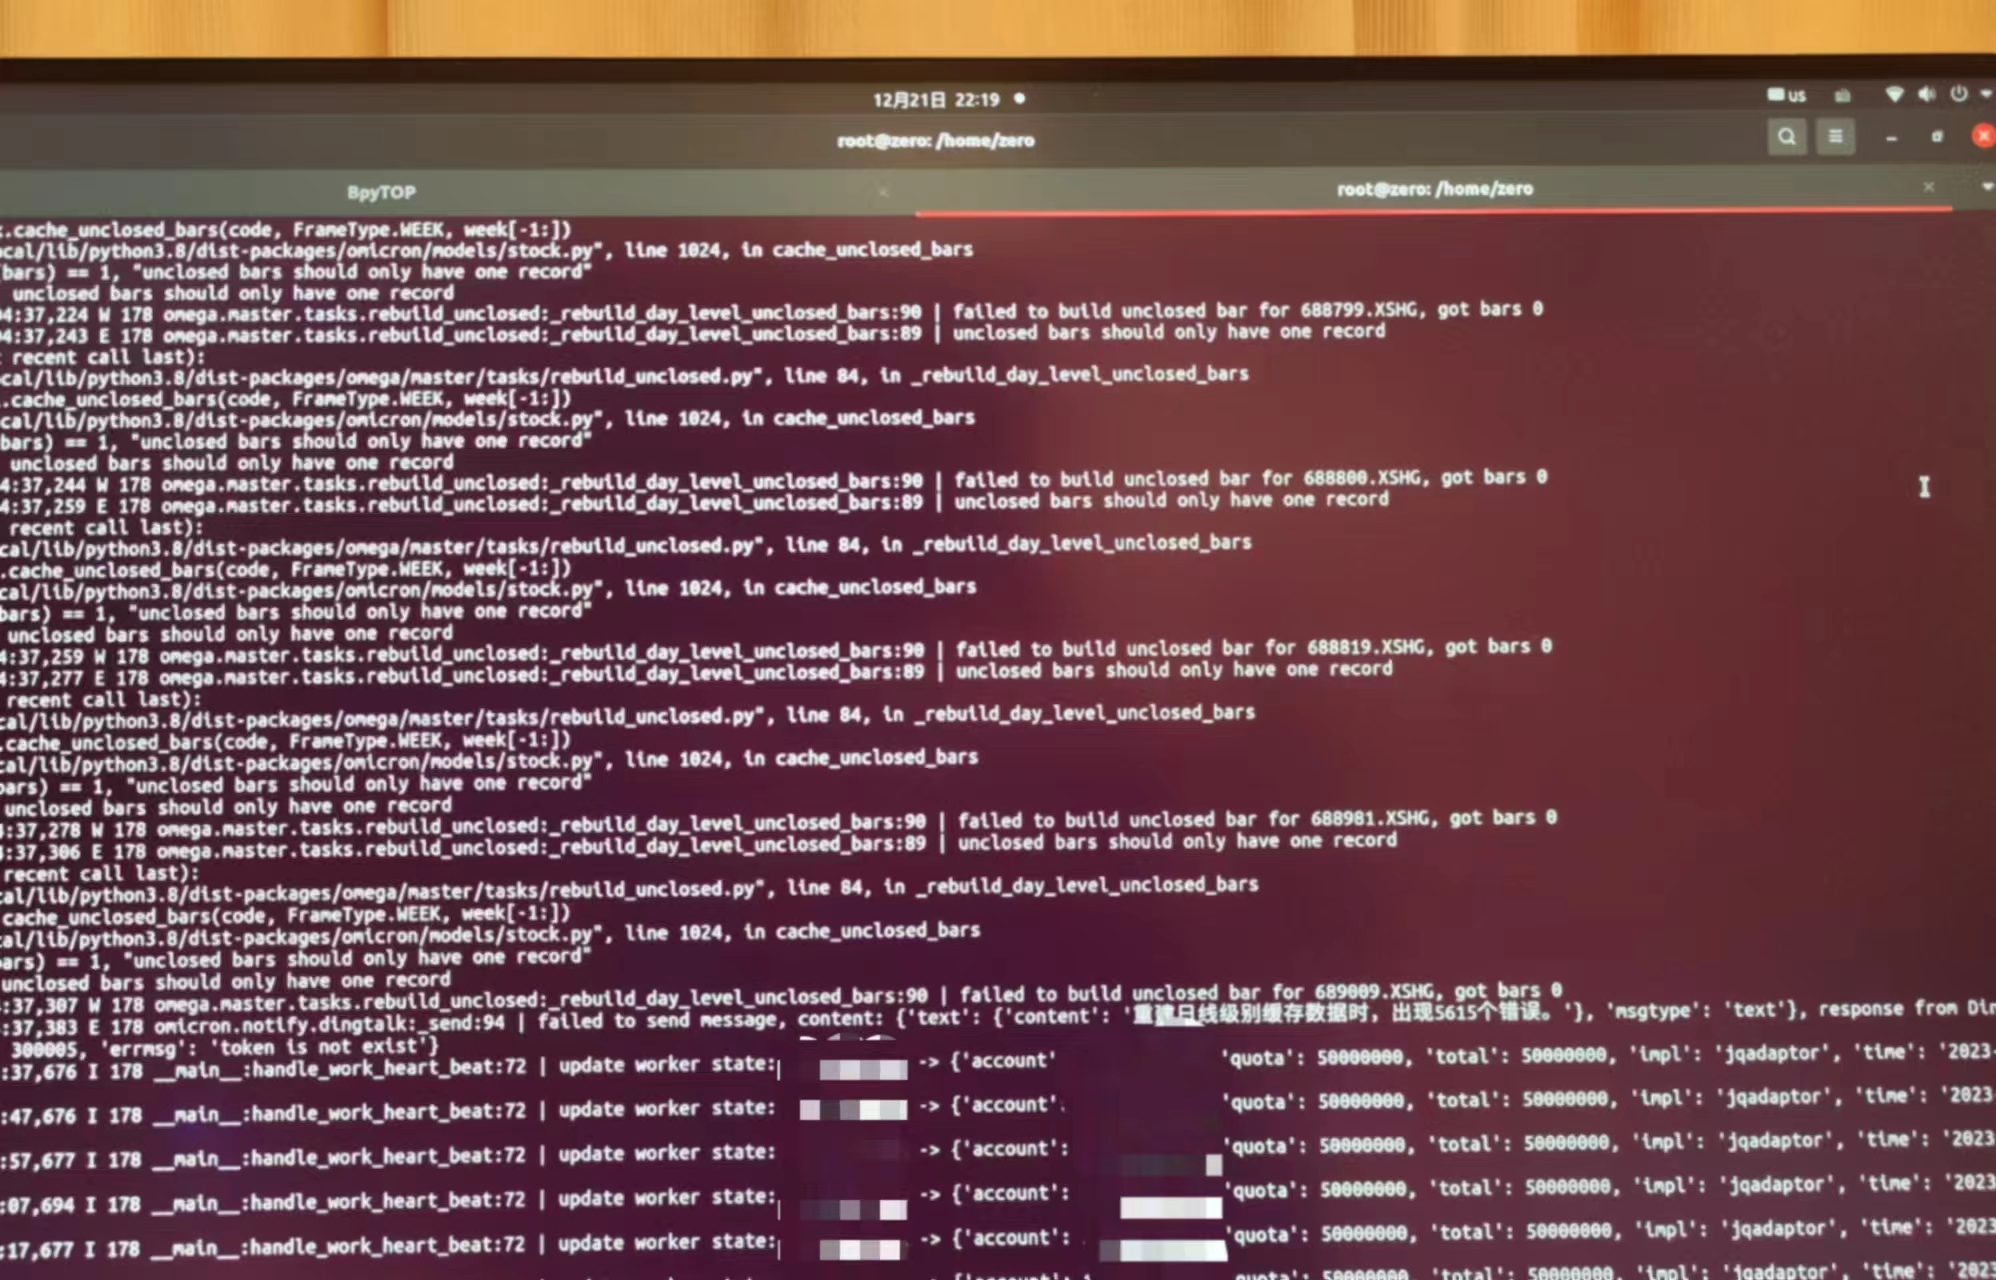 12月21日 22:19
us
root@zero: /home/zero
BpyTOP
root@zero: /home/zero
.cache_unclosed_bars(code, FrameType.WEEK, week[-1:])
cal/lib/python3.8/dist-packages/omicron/models/stock.py", line 1024, in cache_unclosed_bars
bars) == 1, "unclosed bars should only have one record"
unclosed bars should only have one record
4:37,224 W 178 omega.master.tasks.rebuild_unclosed:_rebuild_day_level_unclosed_bars:90 | failed to build unclosed bar for 688799.XSHG, got bars 0
4:37,243 E 178 omega.master.tasks.rebuild_unclosed:_rebuild_day_level_unclosed_bars:89 | unclosed bars should only have one record
recent call last):
cal/lib/python3.8/dist-packages/omega/master/tasks/rebuild_unclosed.py", line 84, in _rebuild_day_level_unclosed_bars
.cache_unclosed_bars(code, FrameType.WEEK, week[-1:])
cal/lib/python3.8/dist-packages/omicron/models/stock.py", line 1024, in cache_unclosed_bars
bars) == 1, "unclosed bars should only have one record"
unclosed bars should only have one record
4:37,244 W 178 omega.master.tasks.rebuild_unclosed:_rebuild_day_level_unclosed_bars:90 | failed to build unclosed bar for 688800.XSHG, got bars 0
4:37,259 E 178 omega.master.tasks.rebuild_unclosed:_rebuild_day_level_unclosed_bars:89 | unclosed bars should only have one record
recent call last):
cal/lib/python3.8/dist-packages/omega/master/tasks/rebuild_unclosed.py", line 84, in _rebuild_day_level_unclosed_bars
.cache_unclosed_bars(code, FrameType.WEEK, week[-1:])
cal/lib/python3.8/dist-packages/omicron/models/stock.py", line 1024, in cache_unclosed_bars
bars) == 1, "unclosed bars should only have one record"
unclosed bars should only have one record
4:37,259 W 178 omega.master.tasks.rebuild_unclosed:_rebuild_day_level_unclosed_bars:90 | failed to build unclosed bar for 688819.XSHG, got bars 0
4:37,277 E 178 omega.master.tasks.rebuild_unclosed:_rebuild_day_level_unclosed_bars:89 | unclosed bars should only have one record
recent call last):
cal/lib/python3.8/dist-packages/omega/master/tasks/rebuild_unclosed.py", line 84, in _rebuild_day_level_unclosed_bars
.cache_unclosed_bars(code, FrameType.WEEK, week[-1:])
cal/lib/python3.8/dist-packages/omicron/models/stock.py", line 1024, in cache_unclosed_bars
bars) == 1, "unclosed bars should only have one record"
unclosed bars should only have one record
:37,278 W 178 omega.master.tasks.rebuild_unclosed:_rebuild_day_level_unclosed_bars:90 | failed to build unclosed bar for 688981.XSHG, got bars 0
:37,306 E 178 omega.master.tasks.rebuild_unclosed:_rebuild_day_level_unclosed_bars:89 | unclosed bars should only have one record
recent call last):
cal/lib/python3.8/dist-packages/omega/master/tasks/rebuild_unclosed.py", line 84, in _rebuild_day_level_unclosed_bars
cache_unclosed_bars(code, FrameType.WEEK, week[-1:])
al/lib/python3.8/dist-packages/omicron/models/stock.py", line 1024, in cache_unclosed_bars
ars) == 1, "unclosed bars should only have one record"
unclosed bars should only have one record
:37,307 W 178 omega.master.tasks.rebuild_unclosed:_rebuild_day_level_unclosed_bars:90 | failed to build unclosed bar for 689009.XSHG, got bars 0
:37,383 E 178 omicron.notify.dingtalk:_send:94 | failed to send message, content: {'text': {'content': '重建日线级别缓存数据时，出现5615个错误。'}, 'msgtype': 'text'}, response from Din
300005, 'errmsg': 'token is not exist'}
:37,676 I 178 __main__:handle_work_heart_beat:72 | update worker state: -> {'account' 'quota': 50000000, 'total': 50000000, 'impl': 'jqadaptor', 'time': '2023-
:47,676 I 178 __main__:handle_work_heart_beat:72 | update worker state: -> {'account': 'quota': 50000000, 'total': 50000000, 'impl': 'jqadaptor', 'time': '2023-
:57,677 I 178 __main__:handle_work_heart_beat:72 | update worker state: -> {'account': 'quota': 50000000, 'total': 50000000, 'impl': 'jqadaptor', 'time': '2023
:07,694 I 178 __main__:handle_work_heart_beat:72 | update worker state: -> {'account': 'quota': 50000000, 'total': 50000000, 'impl': 'jqadaptor', 'time': '2023
:17,677 I 178 __main__:handle_work_heart_beat:72 | update worker state: -> {'account': 'quota': 50000000, 'total': 50000000, 'impl': 'jqadaptor', 'time': '2023
50000000, 'total': 50000000, 'impl': 'jqadaptor', 'time': '2023